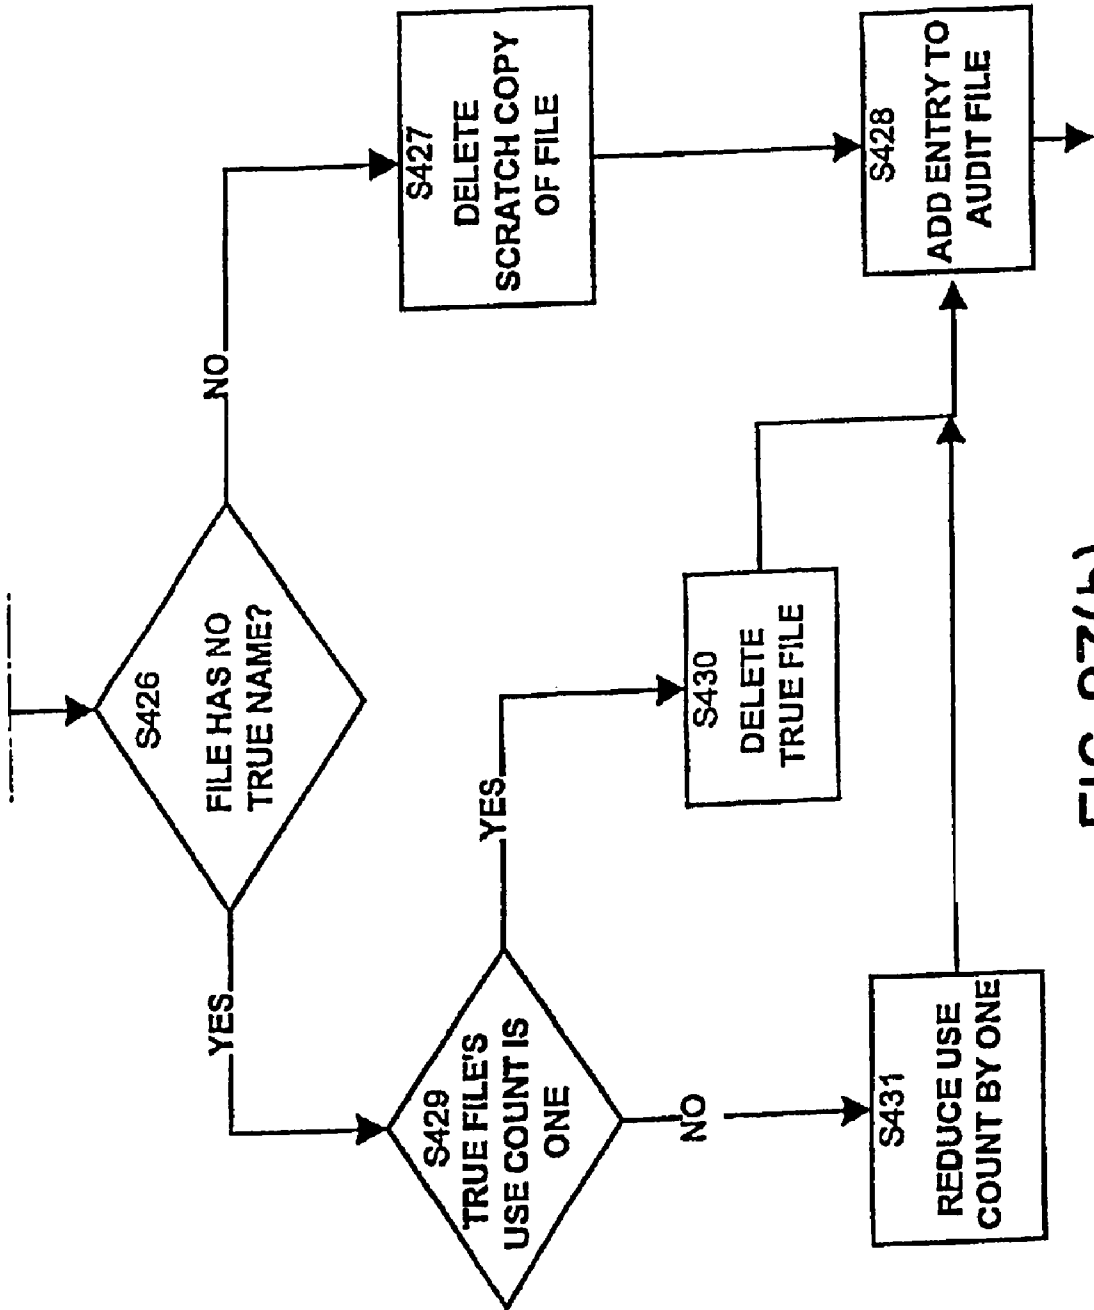 S426
FILE HAS NO
TRUE NAME?
YES
NO
S429
TRUE FILE'S
USE COUNT IS
ONE
YES
NO
S427
DELETE
SCRATCH COPY
OF FILE
S430
DELETE
TRUE FILE
S431
REDUCE USE
COUNT BY ONE
S428
ADD ENTRY TO
AUDIT FILE